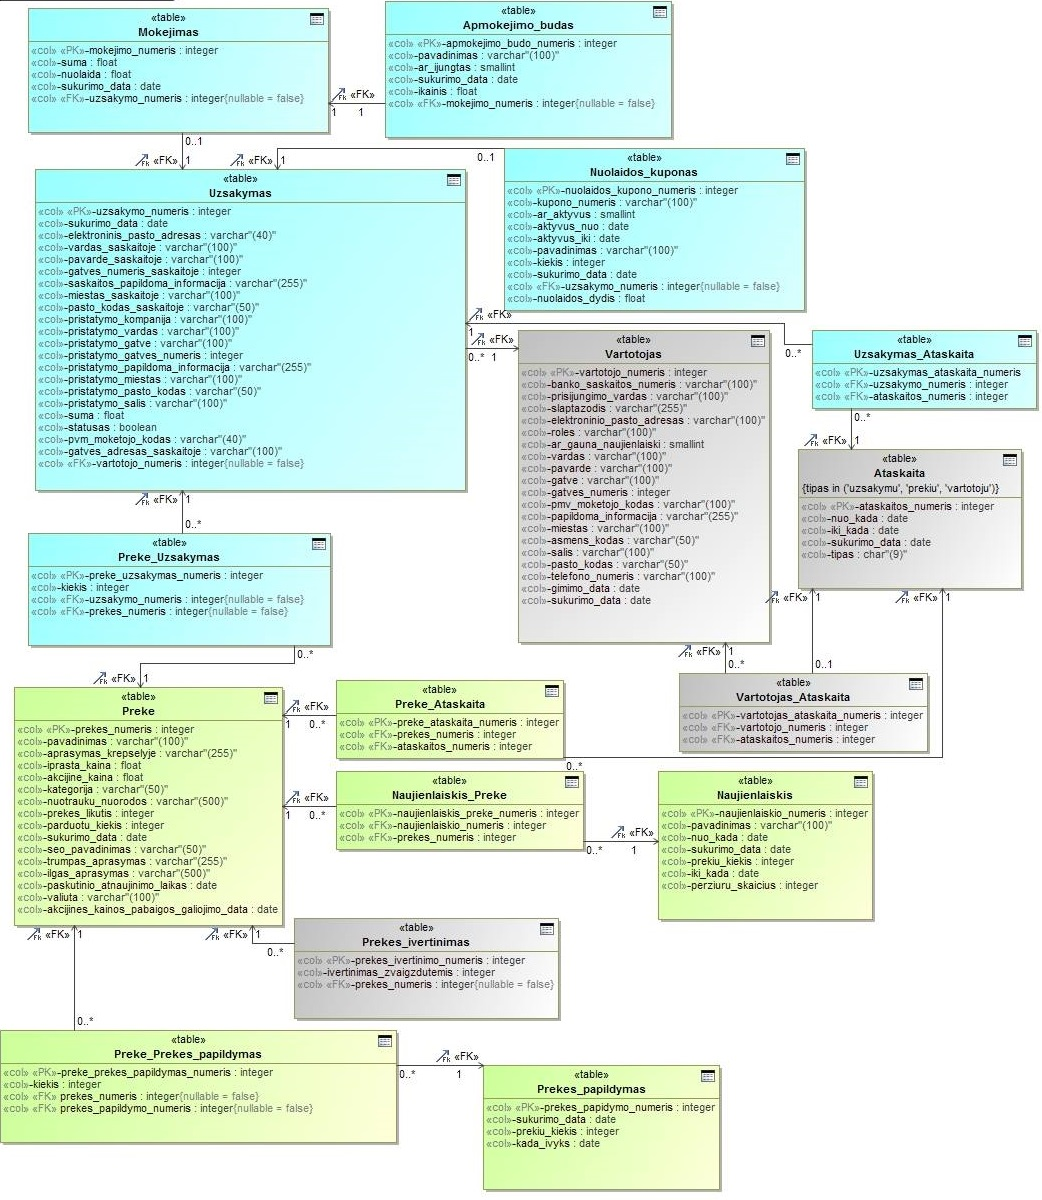 «table»
Mokejimas
«col» «PK»-mokejimo_numeris : integer
«col»-suma : float
«col»-nuolaida : float
«col»-sukurimo_data : date
«col» «FK»-uzsakymo_numeris : integer{nullable = false}
«table»
Apmokejimo_budas
«col» «PK»-apmokejimo_budo_numeris : integer
«col»-pavadinimas : varchar"(100)"
«col»-ar_ijungtas : smallint
«col»-sukurimo_data : date
«col»-ikainis : float
«col» «FK»-mokejimo_numeris : integer{nullable = false}
Fk «FK»
1 1
0..1
Fk «FK» 1
Fk «FK» 1
0..1
«table»
Uzsakymas
«col» «PK»-uzsakymo_numeris : integer
«col»-sukurimo_data : date
«col»-elektroninis_pasto_adresas : varchar"(40)"
«col»-vardas_saskaitoje : varchar"(100)"
«col»-pavarde_saskaitoje : varchar"(100)"
«col»-gatves_numeris_saskaitoje : integer
«col»-saskaitos_papildoma_informacija : varchar"(255)"
«col»-miestas_saskaitoje : varchar"(100)"
«col»-pasto_kodas_saskaitoje : varchar"(50)"
«col»-pristatymo_kompanija : varchar"(100)"
«col»-pristatymo_vardas : varchar"(100)"
«col»-pristatymo_gatve : varchar"(100)"
«col»-pristatymo_gatves_numeris : integer
«col»-pristatymo_papildoma_informacija : varchar"(255)"
«col»-pristatymo_miestas : varchar"(100)"
«col»-pristatymo_pasto_kodas : varchar"(50)"
«col»-pristatymo_salis : varchar"(100)"
«col»-suma : float
«col»-statusas : boolean
«col»-pvm_moketojo_kodas : varchar"(40)"
«col»-gatves_adresas_saskaitoje : varchar"(100)"
«col» «FK»-vartotojo_numeris : integer{nullable = false}
«table»
Nuolaidos_kuponas
«col» «PK»-nuolaidos_kupono_numeris : integer
«col»-kupono_numeris : varchar"(100)"
«col»-ar_aktyvus : smallint
«col»-aktyvus_nuo : date
«col»-aktyvus_iki : date
«col»-pavadinimas : varchar"(100)"
«col»-kiekis : integer
«col»-sukurimo_data : date
«col» «FK»-uzsakymo_numeris : integer{nullable = false}
«col»-nuolaidos_dydis : float
Fk «FK»
1
0..*
Fk «FK»
0..* 1
«table»
Vartotojas
«col» «PK»-vartotojo_numeris : integer
«col»-banko_saskaitos_numeris : varchar"(100)"
«col»-prisijungimo_vardas : varchar"(100)"
«col»-slaptazodis : varchar"(255)"
«col»-elektroninio_pasto_adresas : varchar"(100)"
«col»-roles : varchar"(100)"
«col»-ar_gauna_naujienlaiski : smallint
«col»-vardas : varchar"(100)"
«col»-pavarde : varchar"(100)"
«col»-gatve : varchar"(100)"
«col»-gatves_numeris : integer
«col»-pmv_moketojo_kodas : varchar"(100)"
«col»-papildoma_informacija : varchar"(255)"
«col»-miestas : varchar"(100)"
«col»-asmens_kodas : varchar"(50)"
«col»-salis : varchar"(100)"
«col»-pasto_kodas : varchar"(50)"
«col»-telefono_numeris : varchar"(100)"
«col»-gimimo_data : date
«col»-sukurimo_data : date
«table»
Uzsakymas_Ataskaita
«col» «PK»-uzsakymas_ataskaita_numeris
«col» «FK»-uzsakymo_numeris : integer
«col» «FK»-ataskaitos_numeris : integer
0..*
Fk «FK» 1
«table»
Ataskaita
{tipas in ('uzsakymu', 'prekiu', 'vartotoju')}
«col» «PK»-ataskaitos_numeris : integer
«col»-nuo_kada : date
«col»-iki_kada : date
«col»-sukurimo_data : date
«col»-tipas : char"(9)"
Fk «FK» 1
Fk «FK» 1
0..1
Fk «FK» 1
0..*
Fk «FK» 1
0..*
«table»
Preke_Uzsakymas
«col» «PK»-preke_uzsakymas_numeris : integer
«col»-kiekis : integer
«col» «FK»-uzsakymo_numeris : integer{nullable = false}
«col» «FK»-prekes_numeris : integer{nullable = false}
0..*
Fk «FK» 1
«table»
Vartotojas_Ataskaita
«col» «PK»-vartotojas_ataskaita_numeris : integer
«col» «FK»-vartotojo_numeris : integer
«col» «FK»-ataskaitos_numeris : integer
«table»
Preke
«col» «PK»-prekes_numeris : integer
«col»-pavadinimas : varchar"(100)"
«col»-aprasymas_krepselyje : varchar"(255)"
«col»-iprasta_kaina : float
«col»-akcijine_kaina : float
«col»-kategorija : varchar"(50)"
«col»-nuotrauku_nuorodos : varchar"(500)"
«col»-prekes_likutis : integer
«col»-parduotu_kiekis : integer
«col»-sukurimo_data : date
«col»-seo_pavadinimas : varchar"(50)"
«col»-trumpas_aprasymas : varchar"(255)"
«col»-ilgas_aprasymas : varchar"(500)"
«col»-paskutinio_atnaujinimo_laikas : date
«col»-valiuta : varchar"(100)"
«col»-akcijines_kainos_pabaigos_galiojimo_data : date
Fk «FK»
1 0..*
«table»
Preke_Ataskaita
«col» «PK»-preke_ataskaita_numeris : integer
«col» «FK»-prekes_numeris : integer
«col» «FK»-ataskaitos_numeris : integer
0..*
Fk «FK»
1 0..*
«table»
Naujienlaiskis_Preke
«col» «PK»-naujienlaiskis_preke_numeris : integer
«col» «FK»-naujienlaiskio_numeris : integer
«col» «FK»-prekes_numeris : integer
Fk «FK»
0..* 1
«table»
Naujienlaiskis
«col» «PK»-naujienlaiskio_numeris : integer
«col»-pavadinimas : varchar"(100)"
«col»-nuo_kada : date
«col»-sukurimo_data : date
«col»-prekiu_kiekis : integer
«col»-iki_kada : date
«col»-perziuru_skaicius : integer
Fk «FK» 1
Fk «FK» 1
0..*
«table»
Prekes_ivertinimas
«col» «PK»-prekes_ivertinimo_numeris : integer
«col»-ivertinimas_zvaigzdutemis : integer
«col» «FK»-prekes_numeris : integer{nullable = false}
0..*
«table»
Preke_Prekes_papildymas
«col» «PK»-preke_prekes_papildymas_numeris : integer
«col»-kiekis : integer
«col» «FK» prekes_numeris : integer{nullable = false}
«col» «FK» prekes_papildymo_numeris : integer{nullable = false}
Fk «FK»
0..* 1
«table»
Prekes_papildymas
«col» «PK»-prekes_papidymo_numeris : integer
«col»-sukurimo_data : date
«col»-prekiu_kiekis : integer
«col»-kada_ivyks : date